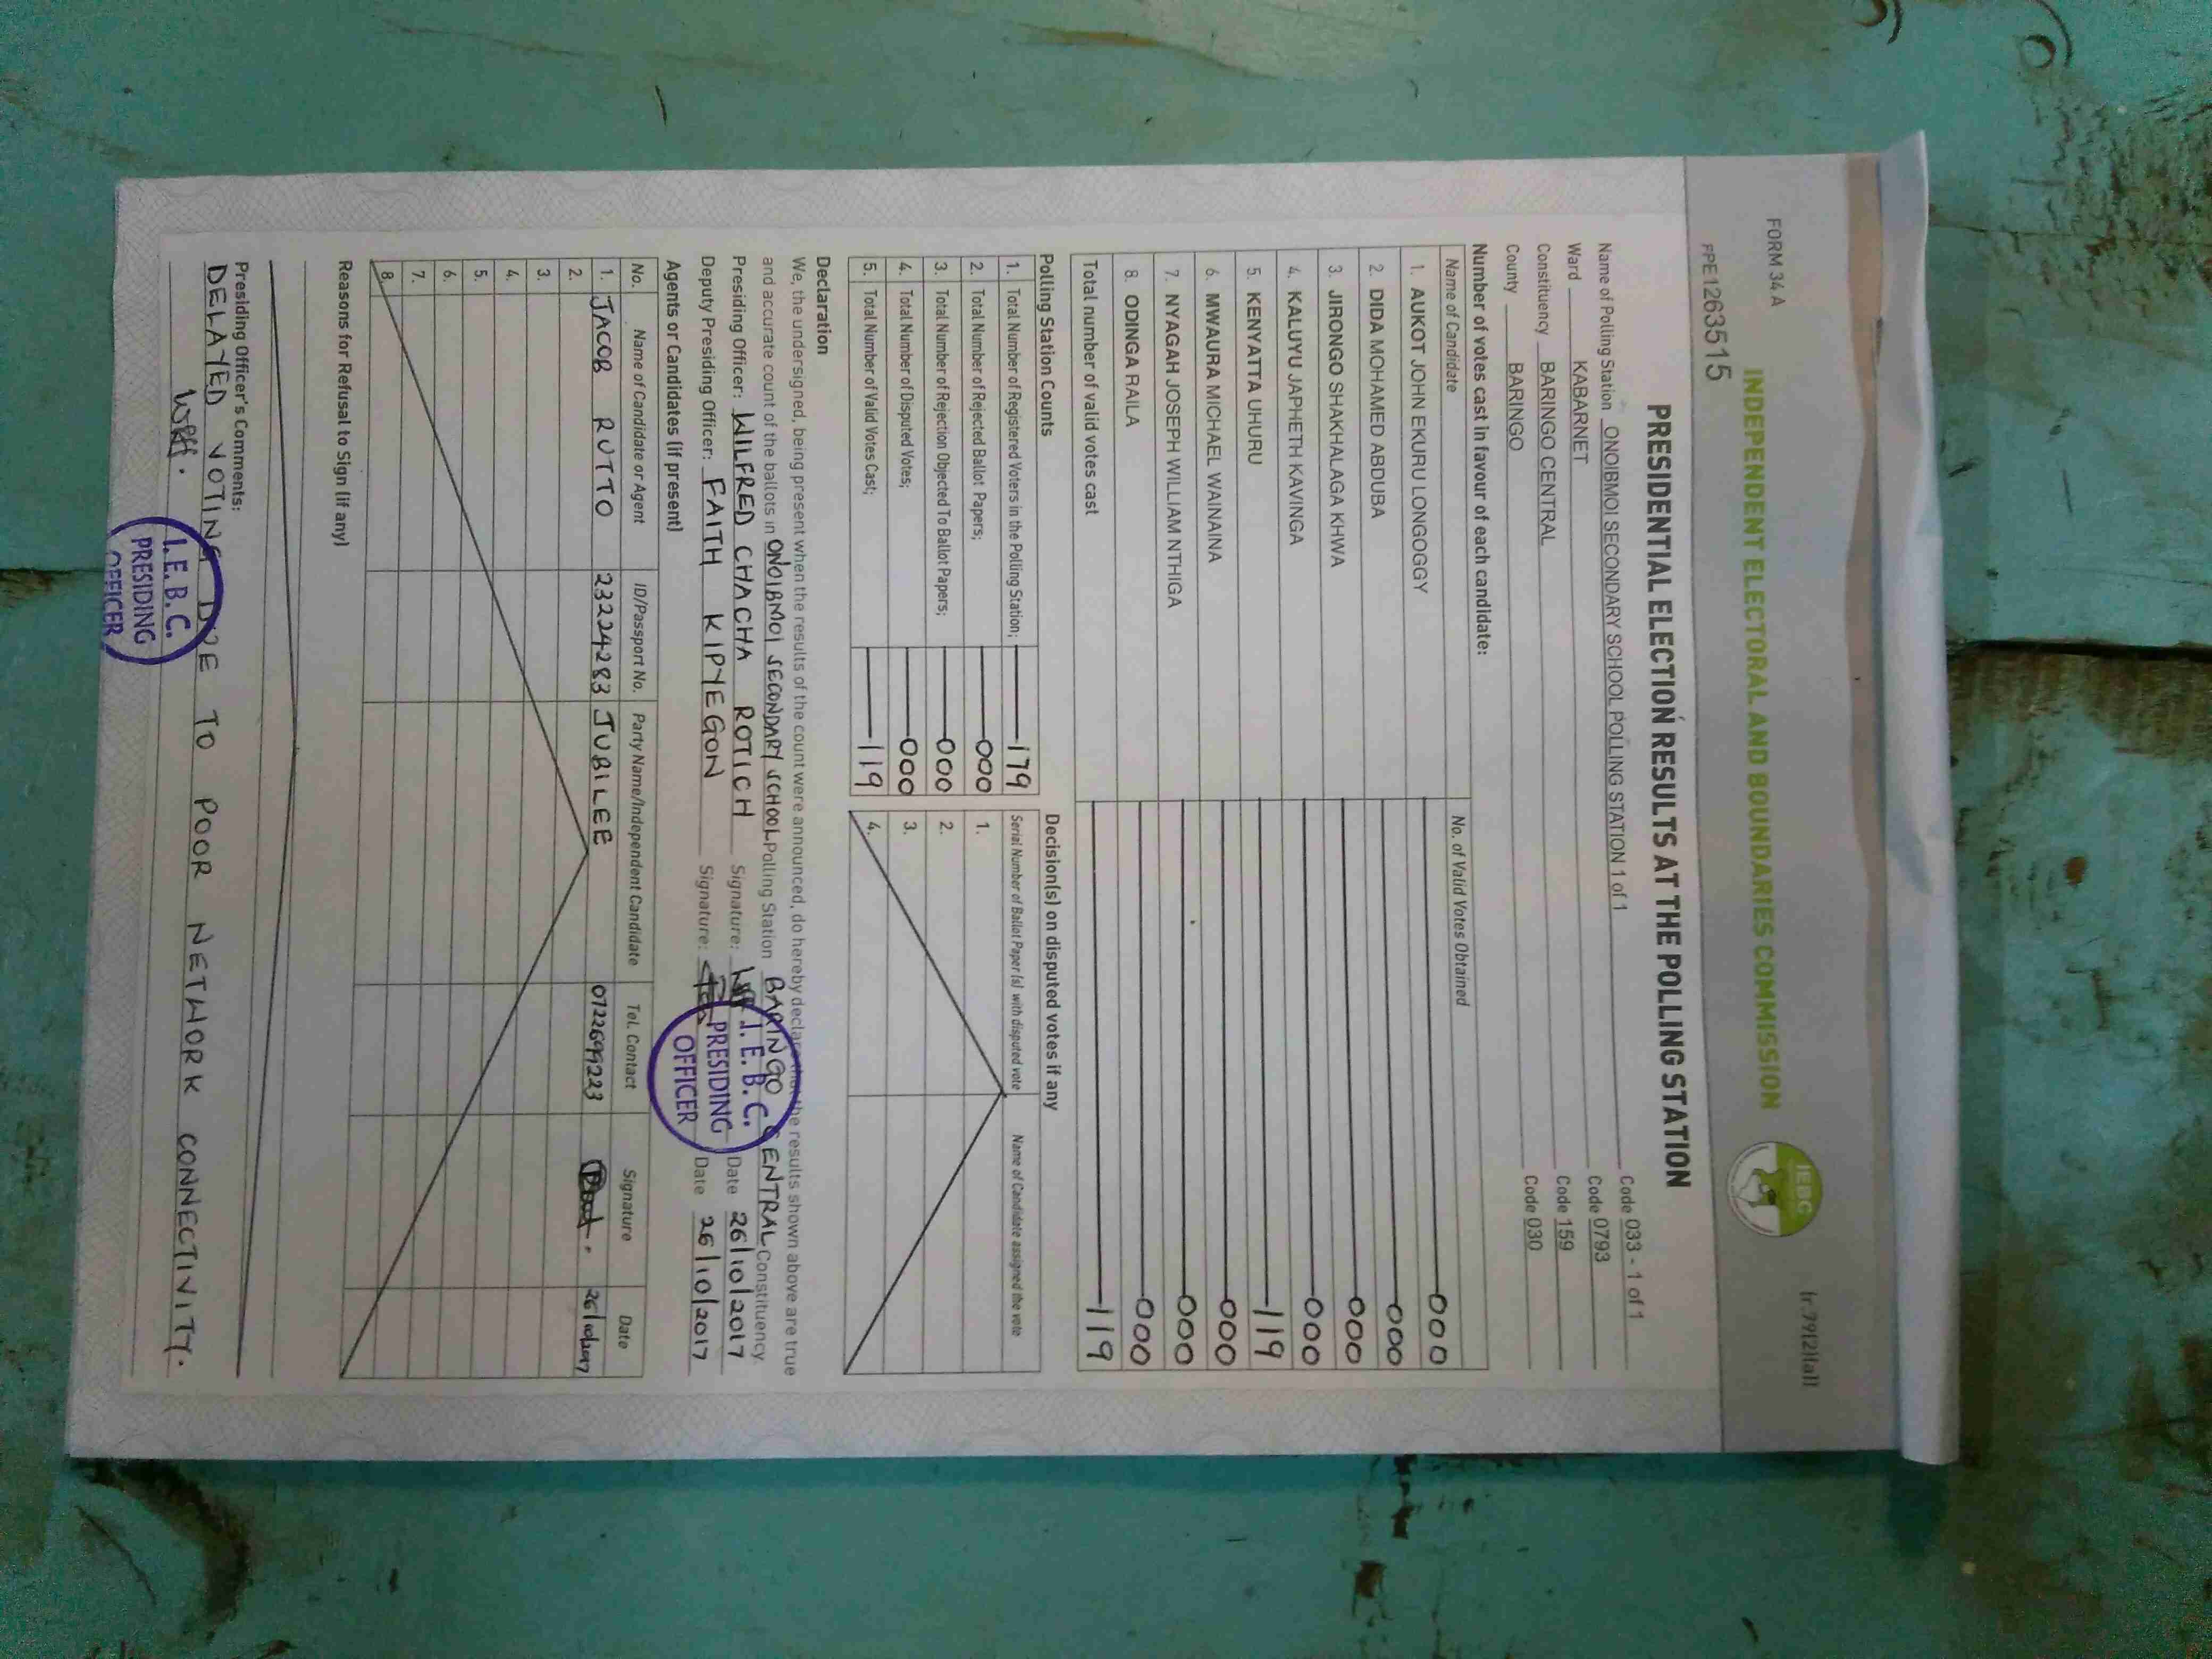 FORM 34 A
(r.79(2)(a))
INDEPENDENT ELECTORAL AND BOUNDARIES COMMISSION
IEBC
PPE1263515
PRESIDENTIAL ELECTION RESULTS AT THE POLLING STATION
Name of Polling Station ONOIBMOI SECONDARY SCHOOL POLLING STATION 1 of 1 Code 033 - 1 of 1
Ward KABARNET Code 0793
Constituency BARINGO CENTRAL Code 159
County BARINGO Code 030
Number of votes cast in favour of each candidate:
Name of Candidate No. of Valid Votes Obtained
1. AUKOT JOHN EKURU LONGOGGY 000
2. DIDA MOHAMED ABDUBA 000
3. JIRONGO SHAKHALAGA KHWA 000
4. KALUYU JAPHETH KAVINGA 000
5. KENYATTA UHURU 119
6. MWAURA MICHAEL WAINAINA 000
7. NYAGAH JOSEPH WILLIAM NTHIGA 000
8. ODINGA RAILA 000
Total number of valid votes cast 119
Polling Station Counts
1. Total Number of Registered Voters in the Polling Station; 179
2. Total Number of Rejected Ballot Papers; 000
3. Total Number of Rejection Objected To Ballot Papers; 000
4. Total Number of Disputed Votes; 000
5. Total Number of Valid Votes Cast; 119
Decision(s) on disputed votes if any
Serial Number of Ballot Paper (s) with disputed vote Name of Candidate assigned the vote
1.
2.
3.
4.
Declaration
We, the undersigned, being present when the results of the count were announced, do hereby declare that the results shown above are true
and accurate count of the ballots in ONOIBMOI SECONDARY SCHOOL Polling Station BARINGO CENTRAL Constituency
Presiding Officer: WILFRED CHACHA ROTICH Signature: Date 26/10/2017
Deputy Presiding Officer: FAITH KIPYEGON Signature: Date 26/10/2017
I.E.B.C.
PRESIDING
OFFICER
Agents or Candidates (if present)
No. Name of Candidate or Agent ID/Passport No. Party Name/Independent Candidate Tel. Contact Signature Date
1. JACOB RUTTO 23224283 JUBILEE 0722699223 26/10/2017
2.
3.
4.
5.
6.
7.
8.
Reasons for Refusal to Sign (if any)
Presiding Officer's Comments:
DELAYED VOTING DUE TO POOR NETWORK CONNECTIVITY.
I.E.B.C.
PRESIDING
OFFICER